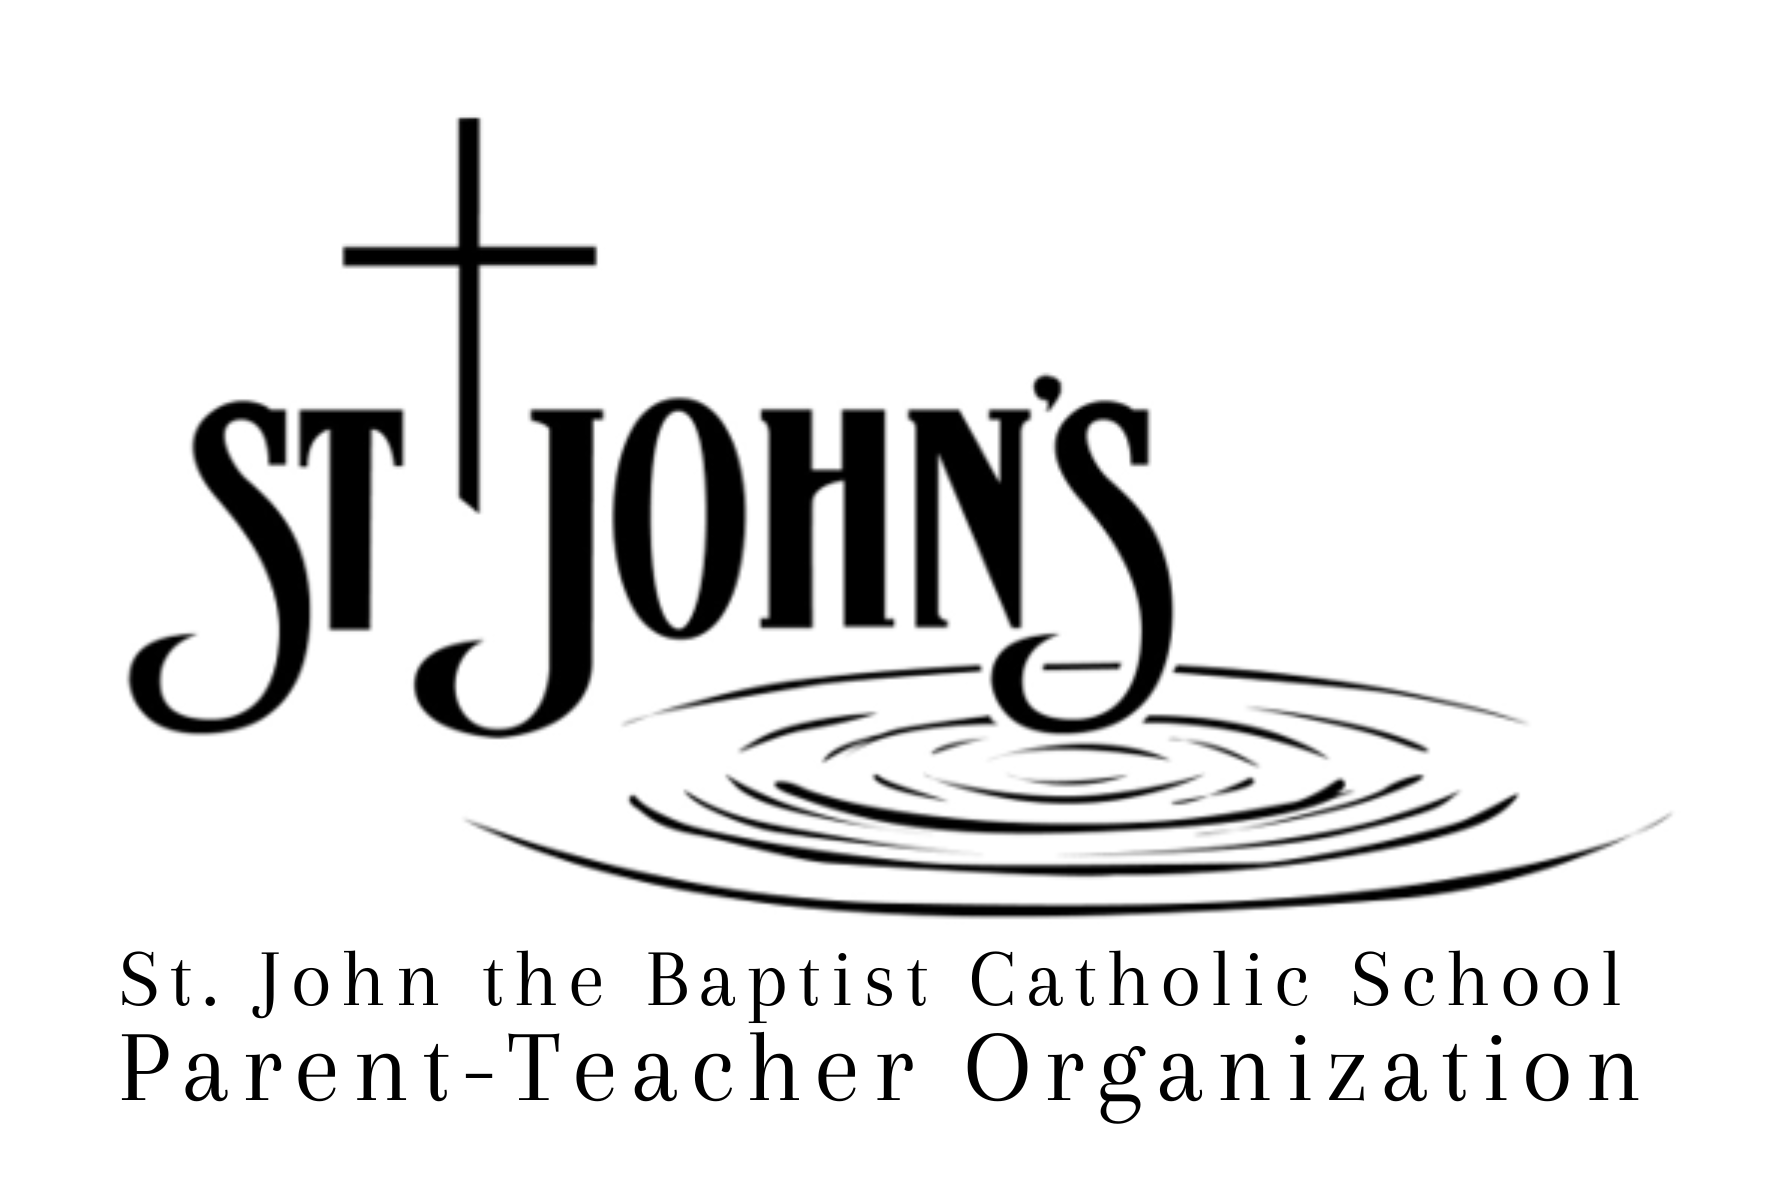 ST JOHN'S
St. John the Baptist Catholic School
Parent-Teacher Organization